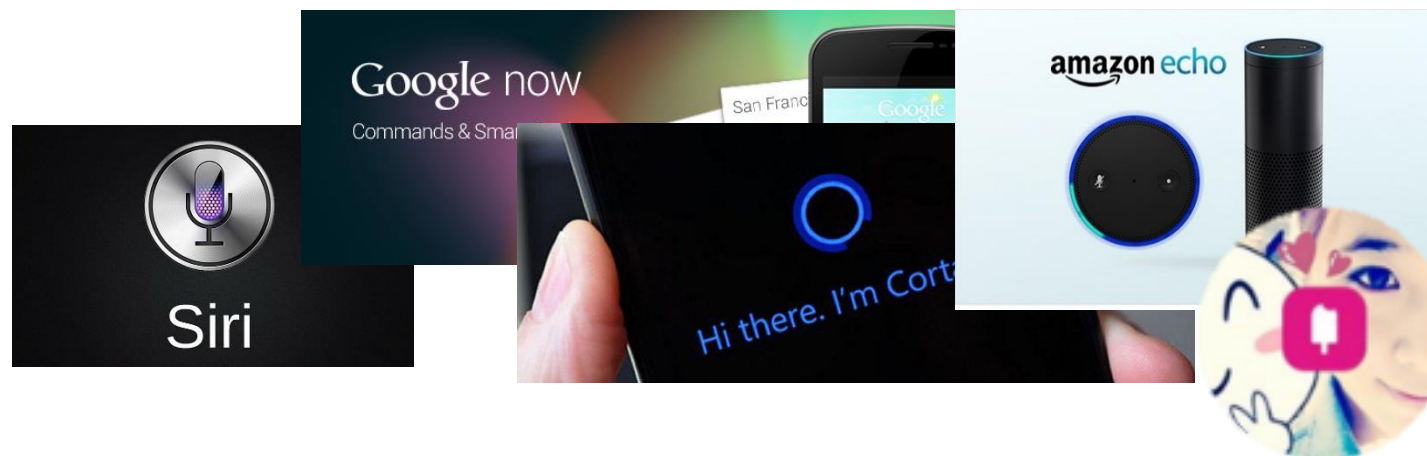 Google now
Commands & Smar
San Franc
Google
amazon echo
Siri
Hi there. I'm Corta